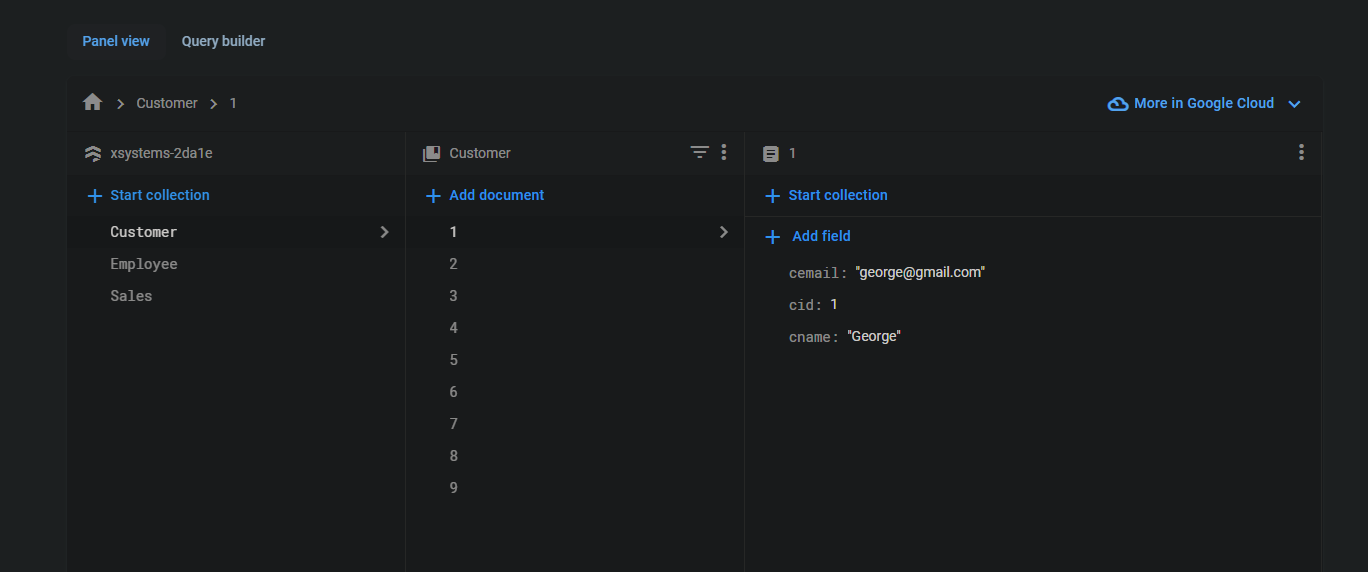 Panel view Query builder
Customer 1 More in Google Cloud
xsystems-2da1e Customer 1
Start collection Add document Start collection
Customer 1
Employee 2
Sales 3
4
5
6
7
8
9
Add field
cemail: "george@gmail.com"
cid: 1
cname: "George"